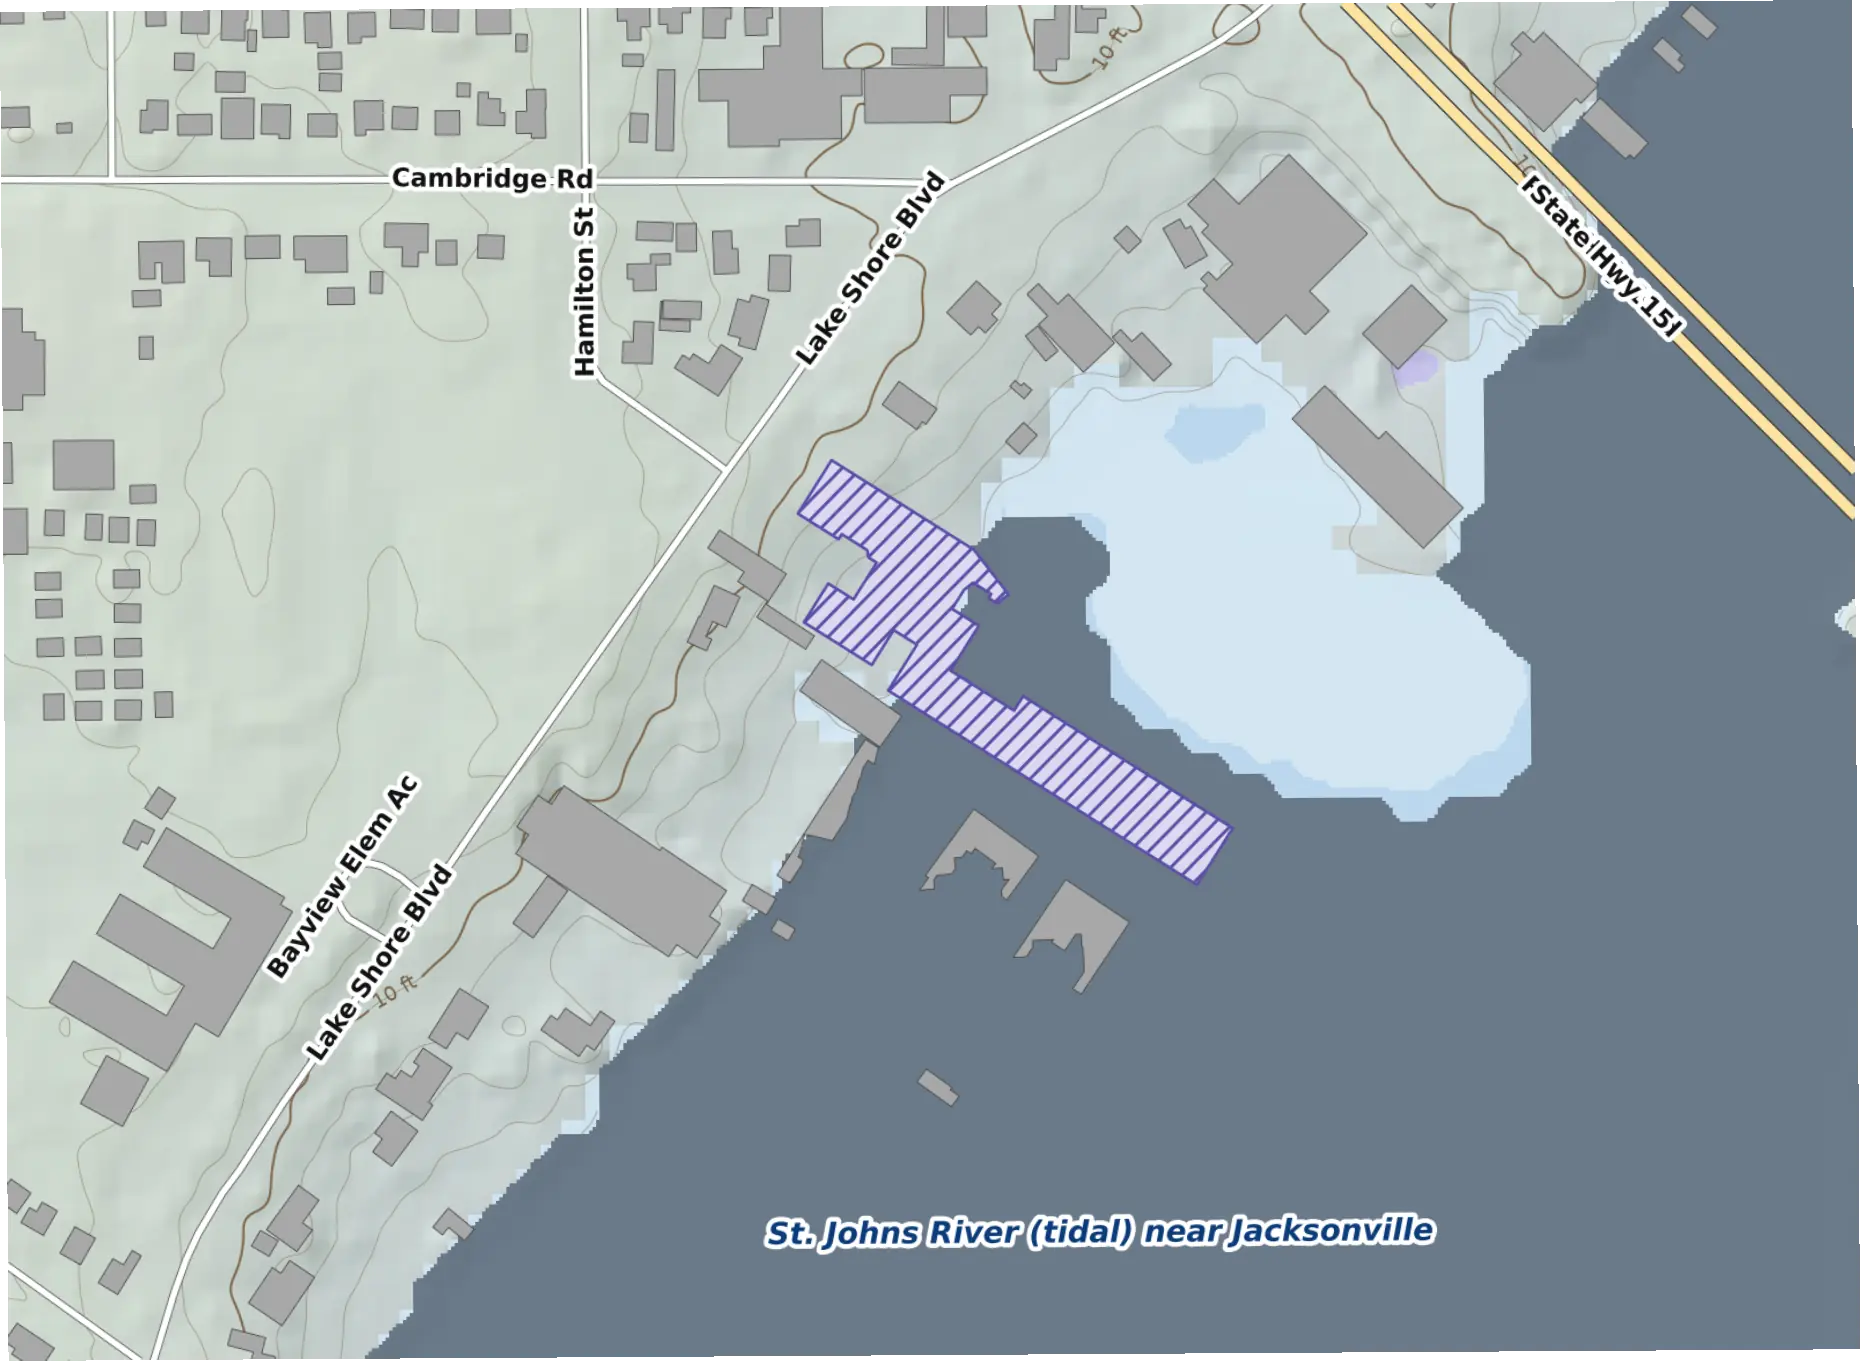 10 ft
Cambridge Rd
Hamilton St
Lake Shore Blvd
State Hwy 15
Bayview Elem Ac
Lake Shore Blvd
10 ft
St. Johns River (tidal) near Jacksonville